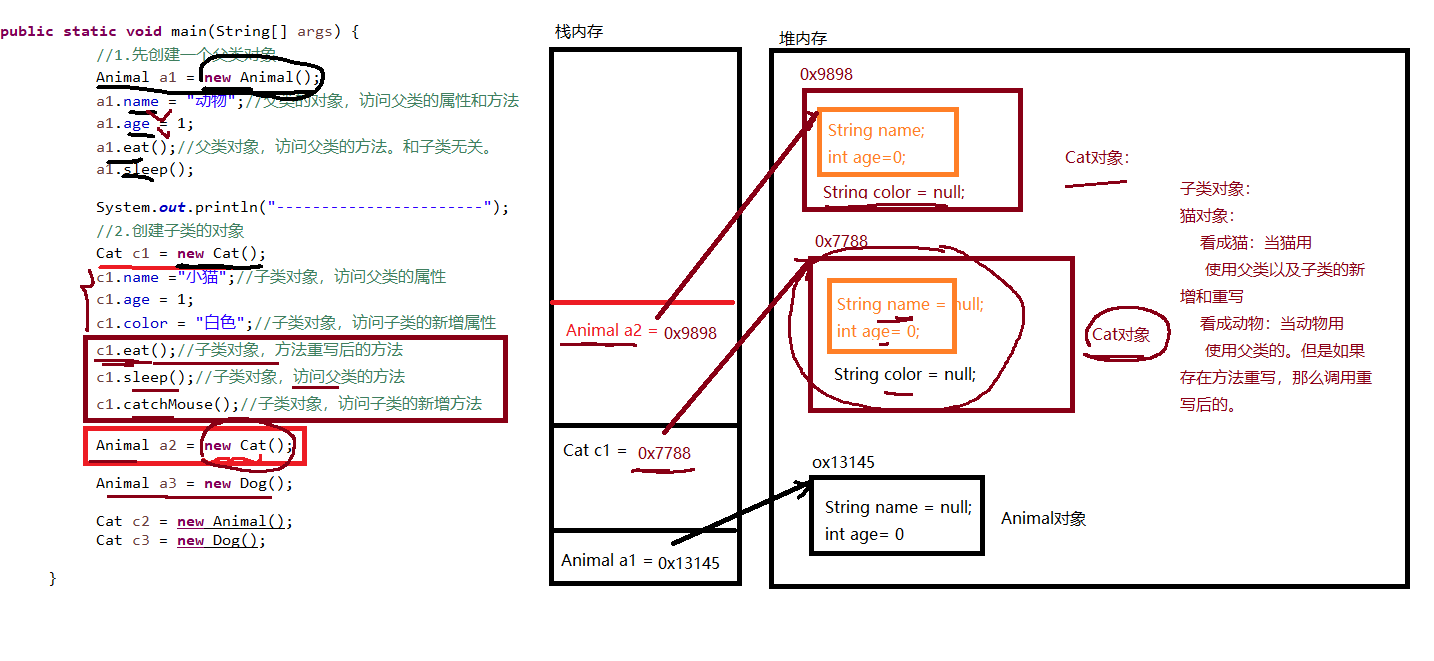 public static void main(String[] args) {
//1.先创建一个父类对象
Animal a1 = new Animal();
a1.name = "动物";//父类的对象，访问父类的属性和方法
a1.age = 1;
a1.eat();//父类对象，访问父类的方法。和子类无关。
a1.sleep();
System.out.println("-----------------------");
//2.创建子类的对象
Cat c1 = new Cat();
c1.name ="小猫";//子类对象，访问父类的属性
c1.age = 1;
c1.color = "白色";//子类对象，访问子类的新增属性
c1.eat();//子类对象，方法重写后的方法
c1.sleep();//子类对象，访问父类的方法
c1.catchMouse();//子类对象，访问子类的新增方法
Animal a2 = new Cat();
Animal a3 = new Dog();
Cat c2 = new Animal();
Cat c3 = new Dog();
}
栈内存
Animal a2 = 0x9898
Cat c1 = 0x7788
Animal a1 = 0x13145
堆内存
0x9898
String name;
int age=0;
String color = null;
Cat对象：
0x7788
String name = null;
int age= 0;
String color = null;
Cat对象
ox13145
String name = null;
int age= 0
Animal对象
子类对象：
猫对象：
看成猫：当猫用
使用父类以及子类的新
增和重写
看成动物：当动物用
使用父类的。但是如果
存在方法重写，那么调用重
写后的。